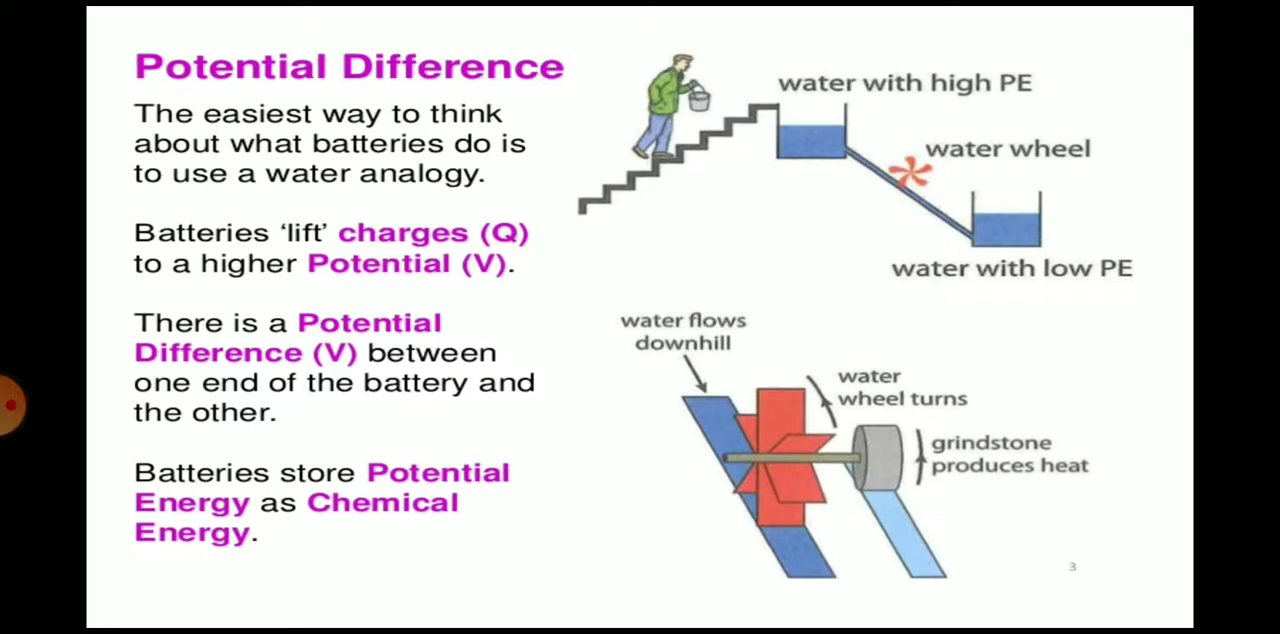 Potential Difference
The easiest way to think
about what batteries do is
to use a water analogy.
Batteries ‘lift’ charges (Q)
to a higher Potential (V).
There is a Potential
Difference (V) between
one end of the battery and
the other.
Batteries store Potential
Energy as Chemical
Energy.
water with high PE
water wheel
water with low PE
water flows
downhill
water
wheel turns
grindstone
produces heat
3